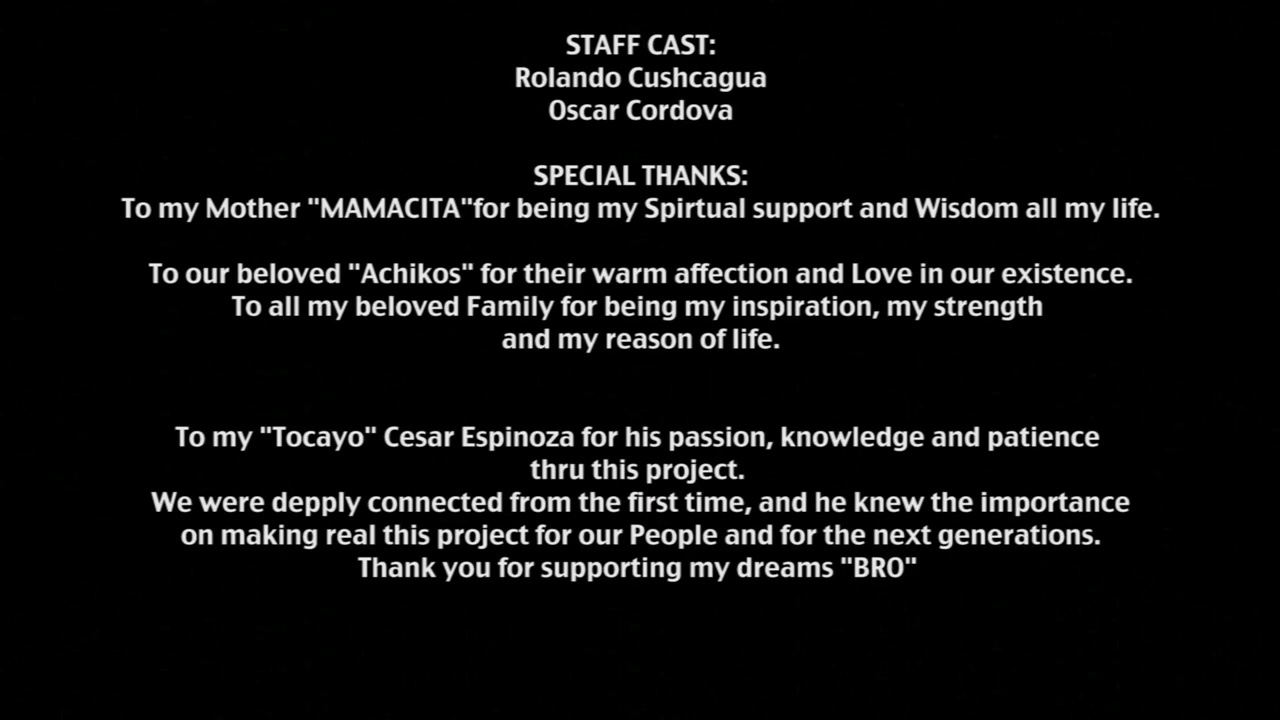 STAFF CAST:
Rolando Cushcagua
Oscar Cordova
SPECIAL THANKS:
To my Mother "MAMACITA"for being my Spirtual support and Wisdom all my life.
To our beloved "Achikos" for their warm affection and Love in our existence.
To all my beloved Family for being my inspiration, my strength
and my reason of life.
To my "Tocayo" Cesar Espinoza for his passion, knowledge and patience
thru this project.
We were depply connected from the first time, and he knew the importance
on making real this project for our People and for the next generations.
Thank you for supporting my dreams "BRO"